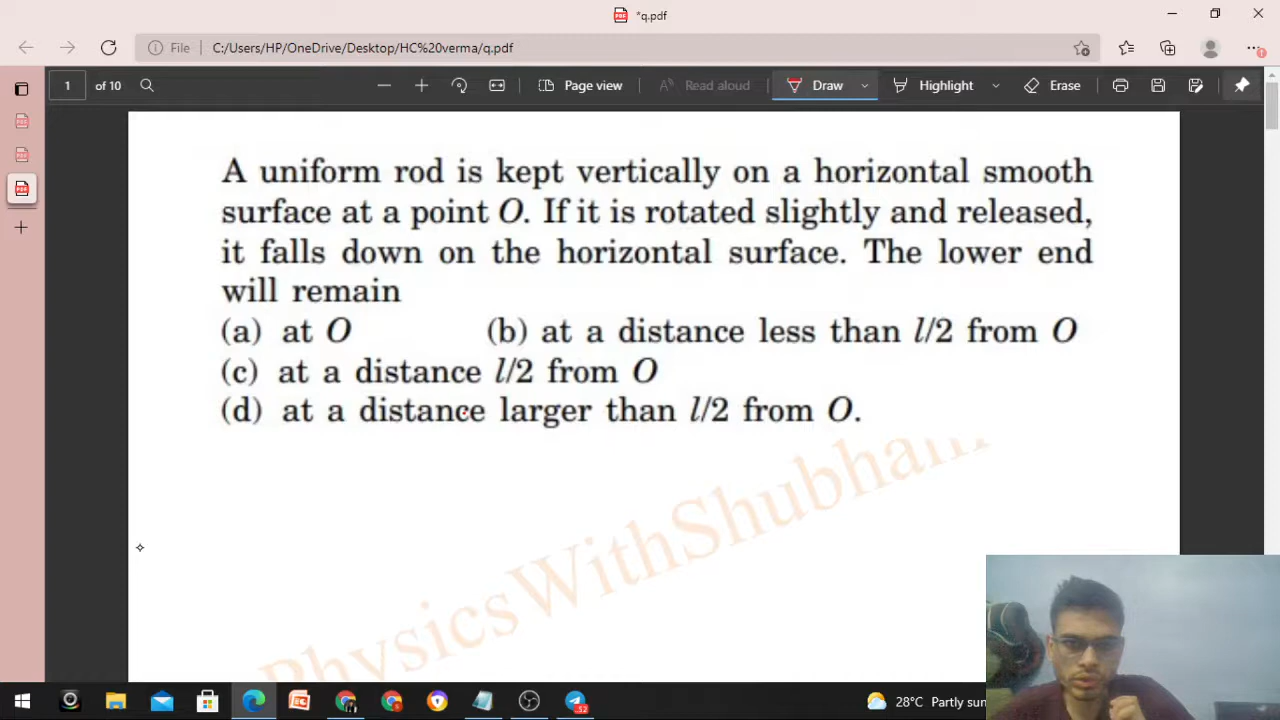 *q.pdf
File C:/Users/HP/OneDrive/Desktop/HC%20verma/q.pdf
1 of 10 Page view Read aloud Draw Highlight Erase
A uniform rod is kept vertically on a horizontal smooth
surface at a point O. If it is rotated slightly and released,
it falls down on the horizontal surface. The lower end
will remain
(a) at O (b) at a distance less than l/2 from O
(c) at a distance l/2 from O
(d) at a distance larger than l/2 from O.
PhysicsWithShubham
28°C Partly sun